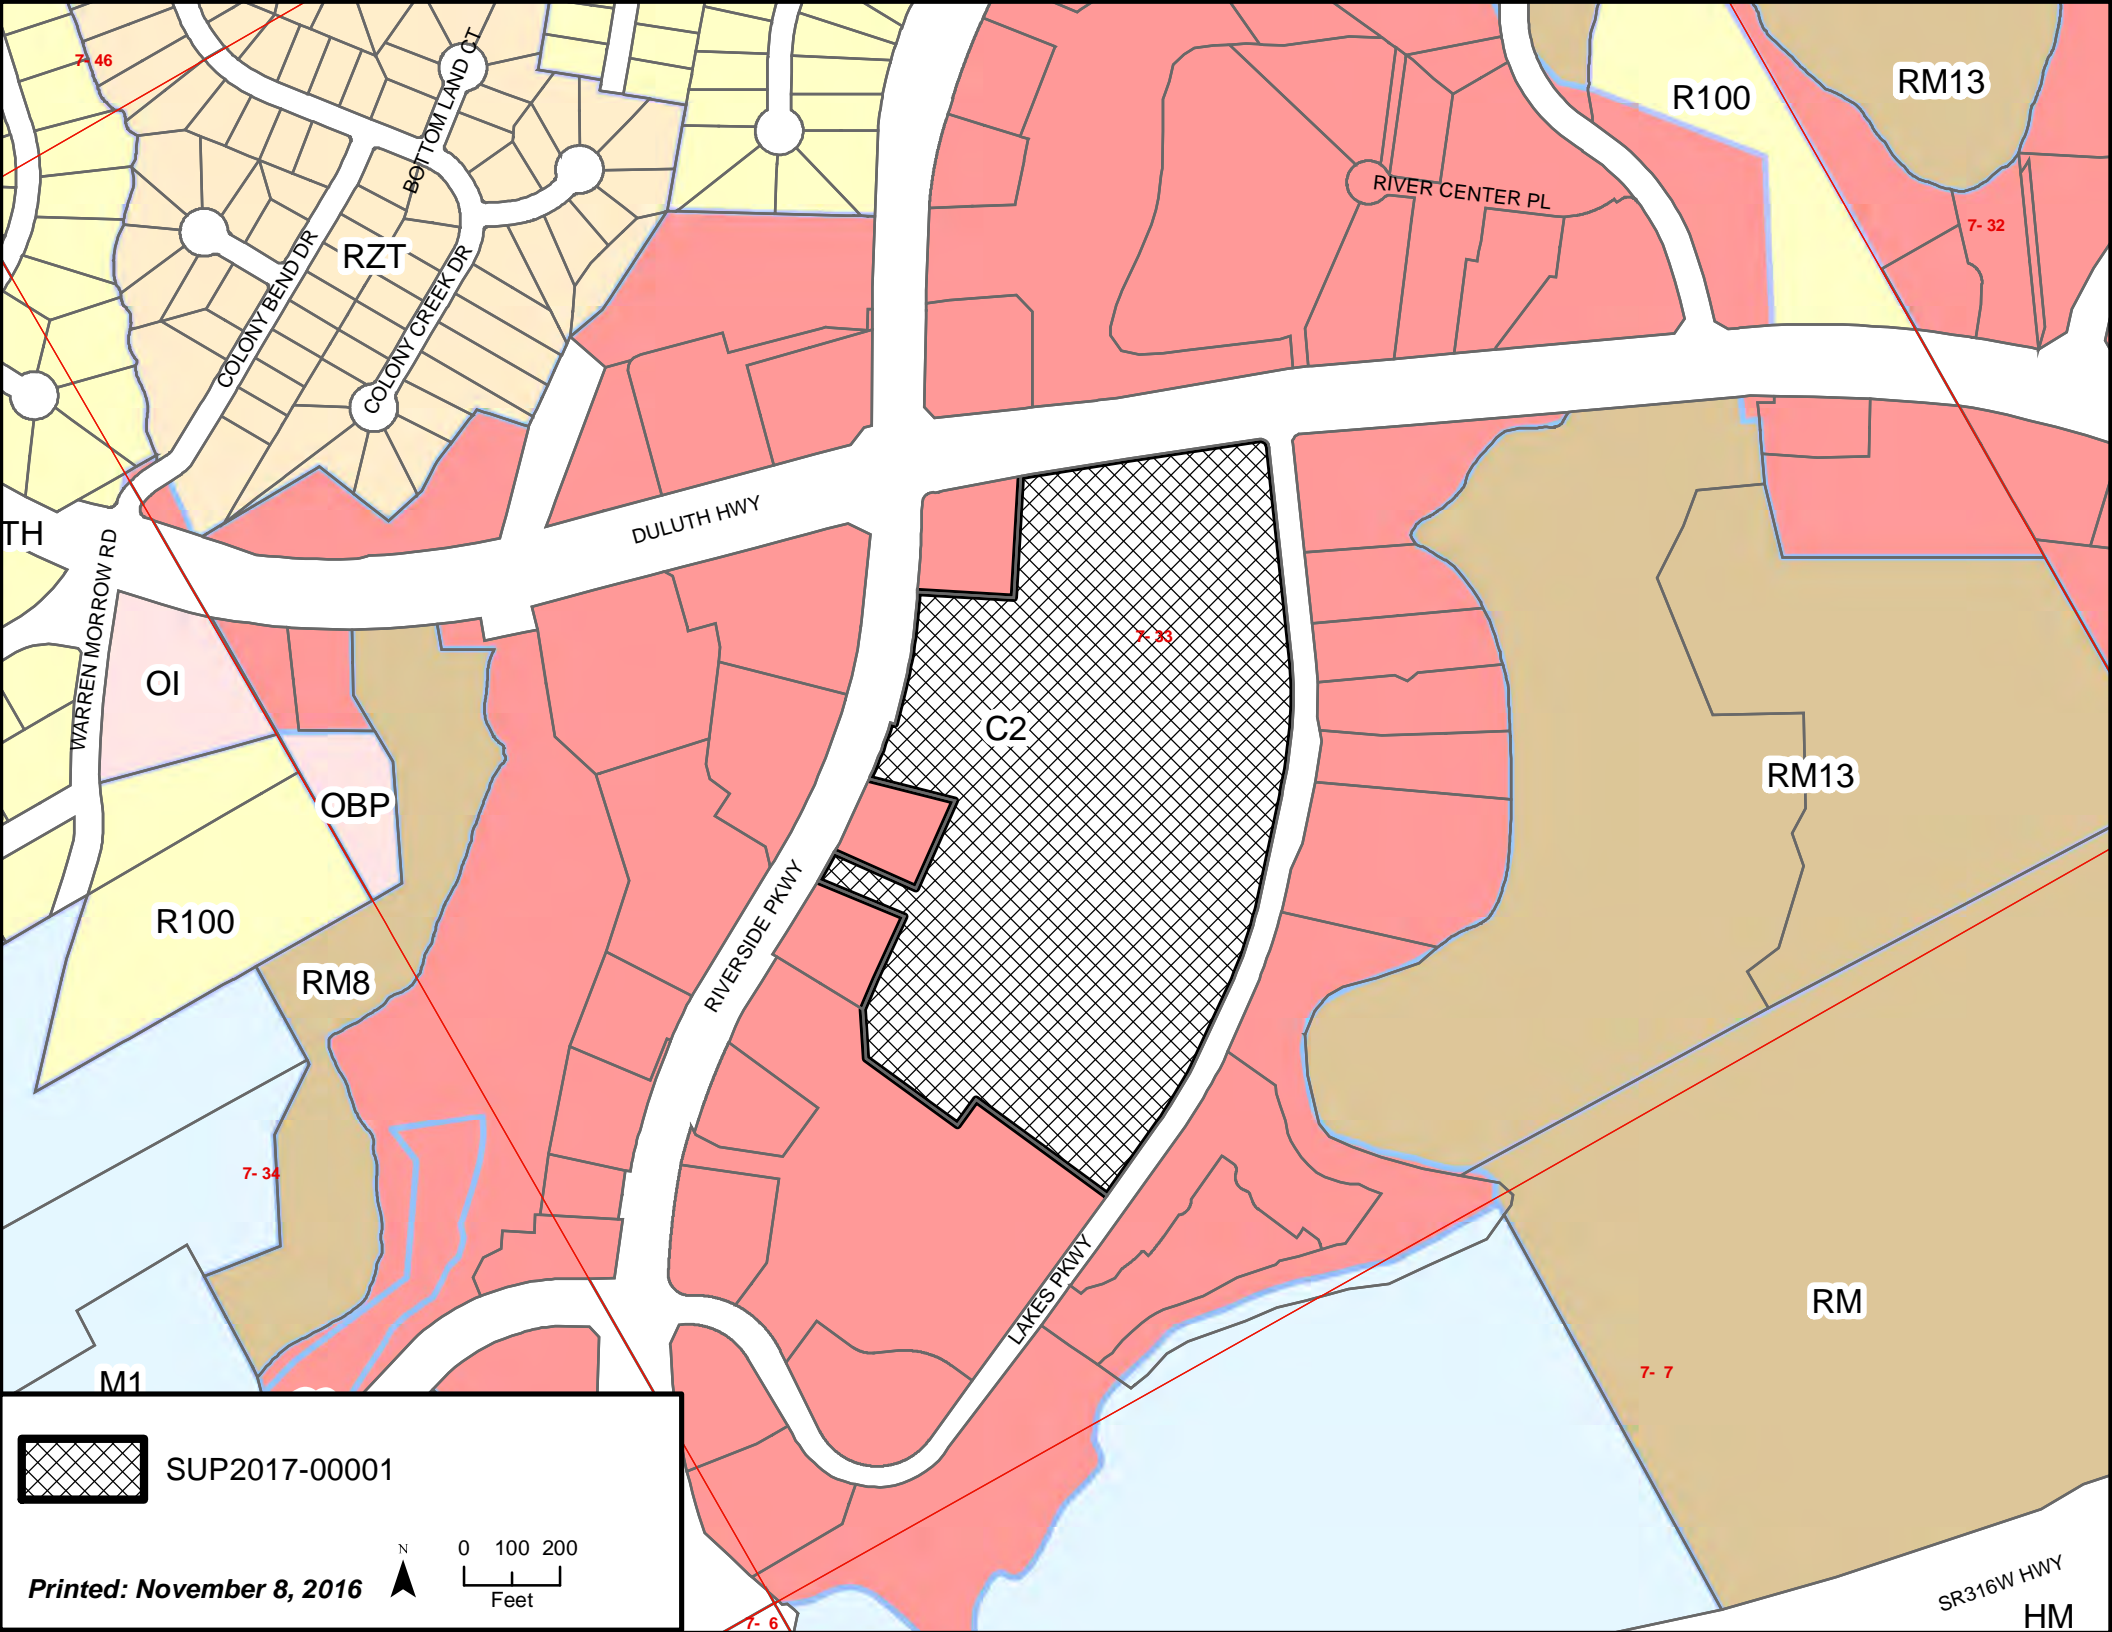 7- 46
BOTTOM LAND CT
R100
RM13
RIVER CENTER PL
7- 32
COLONY BEND DR
RZT
COLONY CREEK DR
DULUTH HWY
TH
WARREN MORROW RD
7- 33
OI
C2
RM13
OBP
R100
RIVERSIDE PKWY
RM8
7- 34
LAKES PKWY
RM
7- 7
M1
SUP2017-00001
N
0 100 200
Feet
Printed: November 8, 2016
SR316W HWY
HM
7- 6